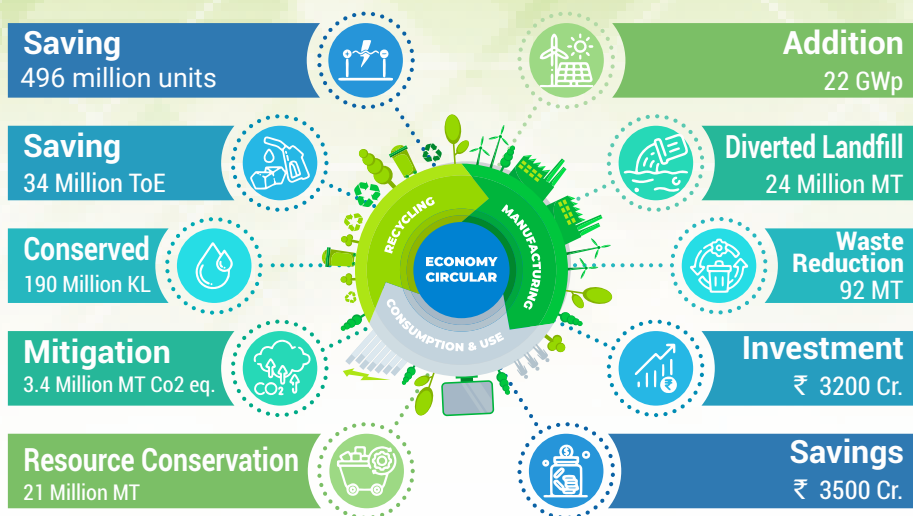 Saving
496 million units
Saving
34 Million ToE
Conserved
190 Million KL
Mitigation
3.4 Million MT Co2 eq.
CO2
Resource Conservation
21 Million MT
RECYCLING
MANUFACTURING
CONSUMPTION & USE
ECONOMY
CIRCULAR
Addition
22 GWp
Diverted Landfill
24 Million MT
Waste
Reduction
92 MT
Investment
₹ 3200 Cr.
₹
Savings
₹ 3500 Cr.
$